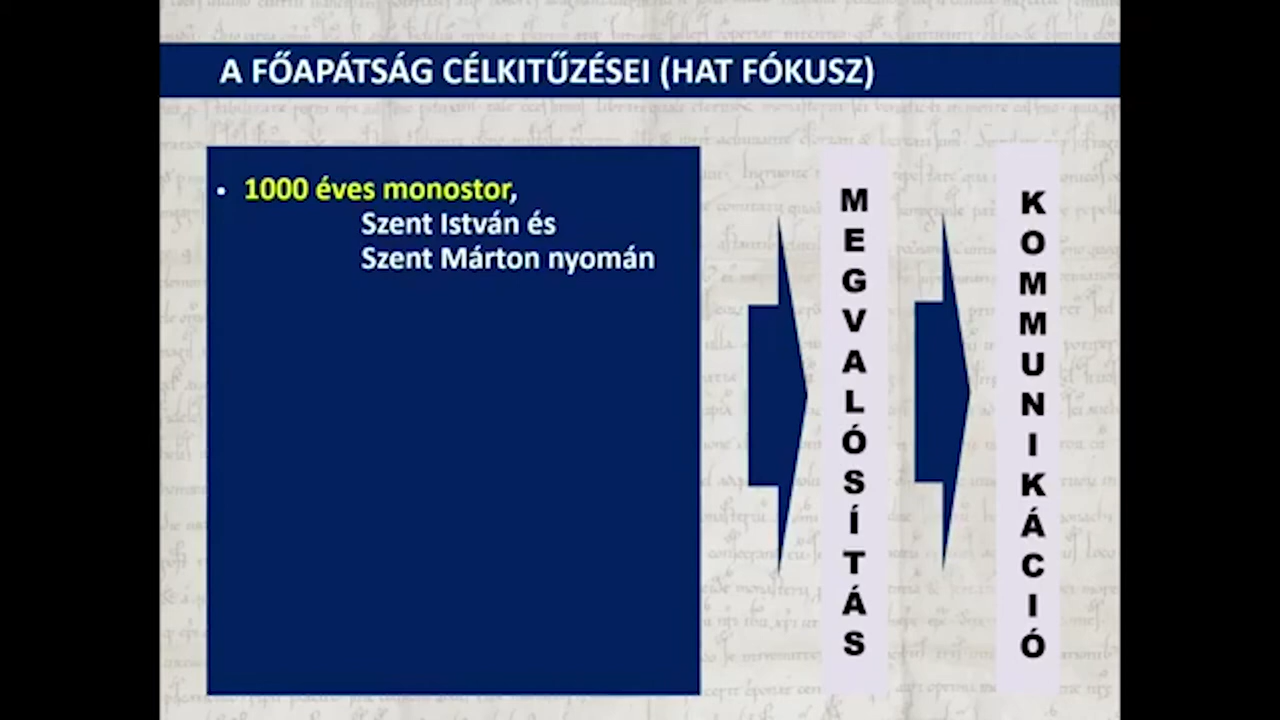 A FŐAPÁTSÁG CÉLKITŰZÉSEI (HAT FÓKUSZ)
• 1000 éves monostor,
Szent István és
Szent Márton nyomán
MEGVALÓSÍTÁS
KOMMUNIKÁCIÓ